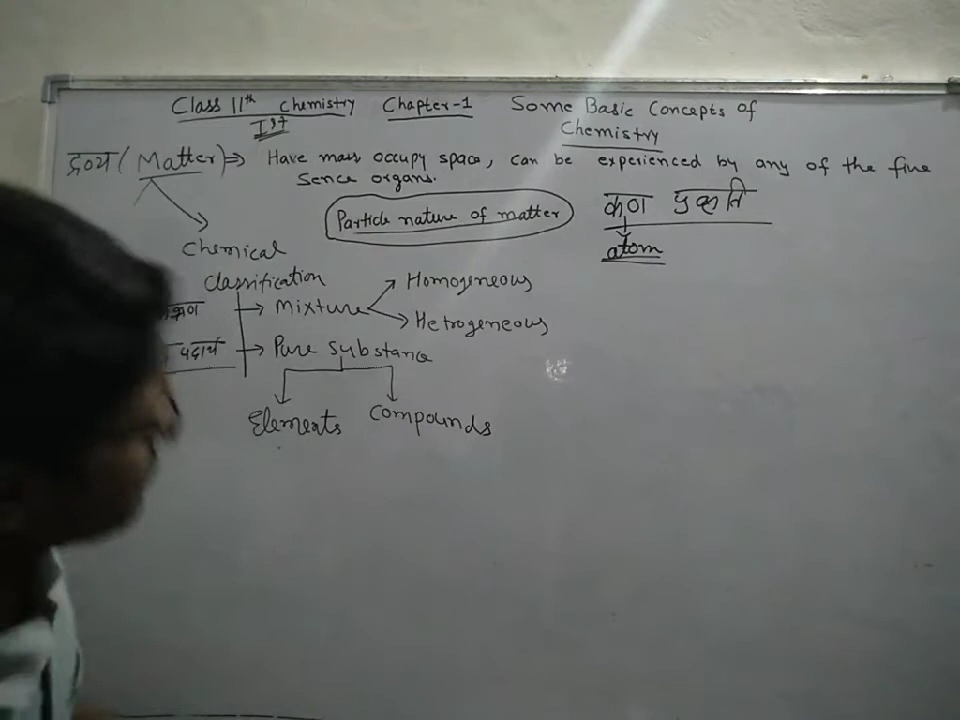 Class 11th Chemistry Chapter-1 Some Basic Concepts of
Ist Chemistry
द्रव्य (Matter) ⇒ Have mass occupy space, can be experienced by any of the five
Sence organs.
Particle nature of matter
कण प्रकृति
atom
Chemical
Classification
→ Mixture
Homogeneous
Hetrogeneous
पदार्थ → Pure substance
Elements Compounds